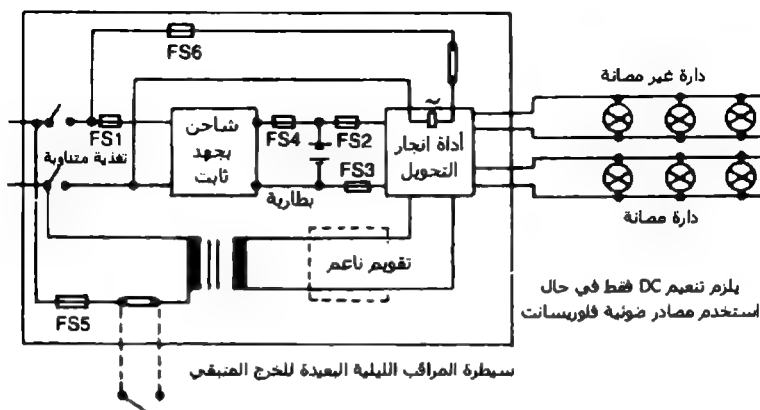 FS6
دارة غير مصانة
FS1
شاحن
بجهد
ثابت
FS4
FS2
أداة انجار
التحويل
تغذية متناوبة
FS3
بطارية
دارة مصانة
تقويم ناعم
يلزم تنعيم DC فقط في حال
استخدم مصادر ضوئية فلوريسانت
FS5
سيطرة المراقب الليلية البعيدة للخرج المتبقي